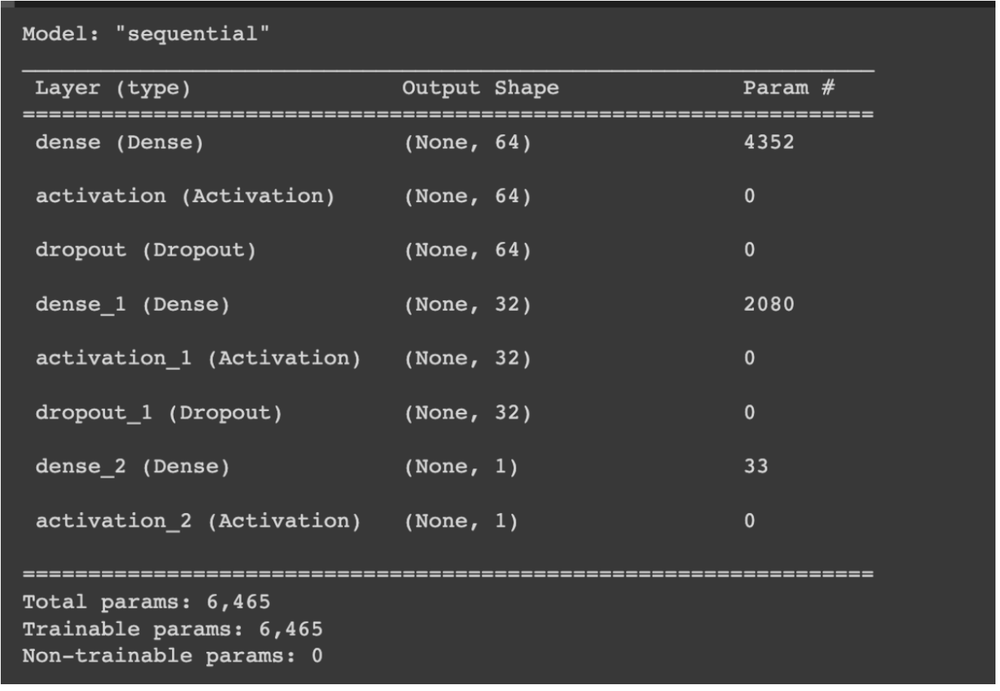 Model: "sequential"
_________________________________________________________________
Layer (type) Output Shape Param #
=================================================================
dense (Dense) (None, 64) 4352
activation (Activation) (None, 64) 0
dropout (Dropout) (None, 64) 0
dense_1 (Dense) (None, 32) 2080
activation_1 (Activation) (None, 32) 0
dropout_1 (Dropout) (None, 32) 0
dense_2 (Dense) (None, 1) 33
activation_2 (Activation) (None, 1) 0
=================================================================
Total params: 6,465
Trainable params: 6,465
Non-trainable params: 0